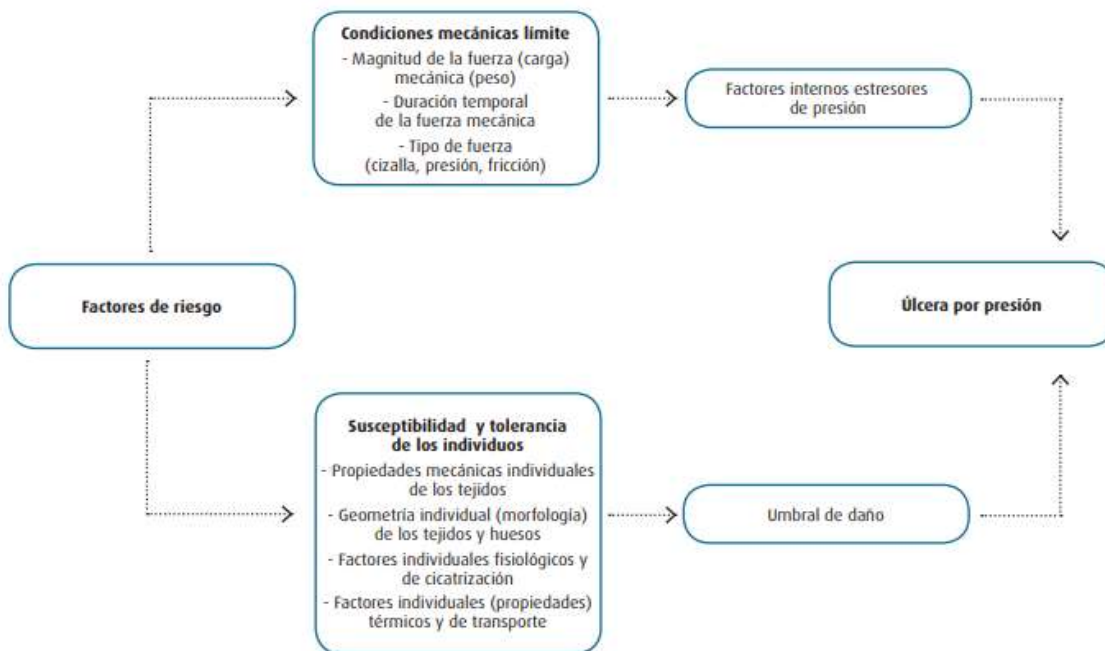 Condiciones mecánicas límite
- Magnitud de la fuerza (carga)
mecánica (peso)
- Duración temporal
de la fuerza mecánica
- Tipo de fuerza
(cizalla, presión, fricción)
Factores internos estresores
de presión
Factores de riesgo
Úlcera por presión
Susceptibilidad y tolerancia
de los individuos
- Propiedades mecánicas individuales
de los tejidos
- Geometría individual (morfología)
de los tejidos y huesos
- Factores individuales fisiológicos y
de cicatrización
- Factores individuales (propiedades)
térmicos y de transporte
Umbral de daño